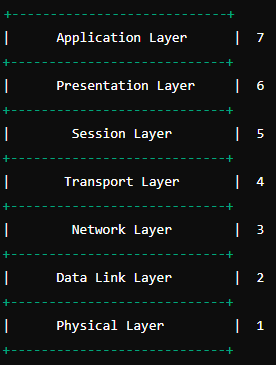 +----------------------------+
|      Application Layer      |  7
+----------------------------+
|      Presentation Layer     |  6
+----------------------------+
|        Session Layer        |  5
+----------------------------+
|       Transport Layer       |  4
+----------------------------+
|        Network Layer        |  3
+----------------------------+
|      Data Link Layer        |  2
+----------------------------+
|      Physical Layer         |  1
+----------------------------+